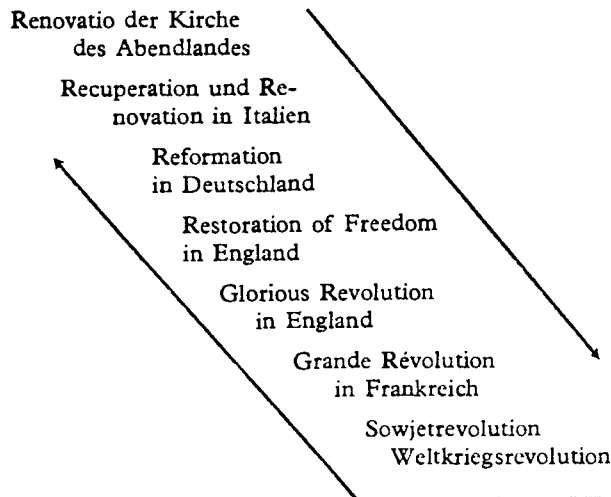 Renovatio der Kirche
des Abendlandes
Recuperation und Re-
novation in Italien
Reformation
in Deutschland
Restoration of Freedom
in England
Glorious Revolution
in England
Grande Révolution
in Frankreich
Sowjetrevolution
Weltkriegsrevolution